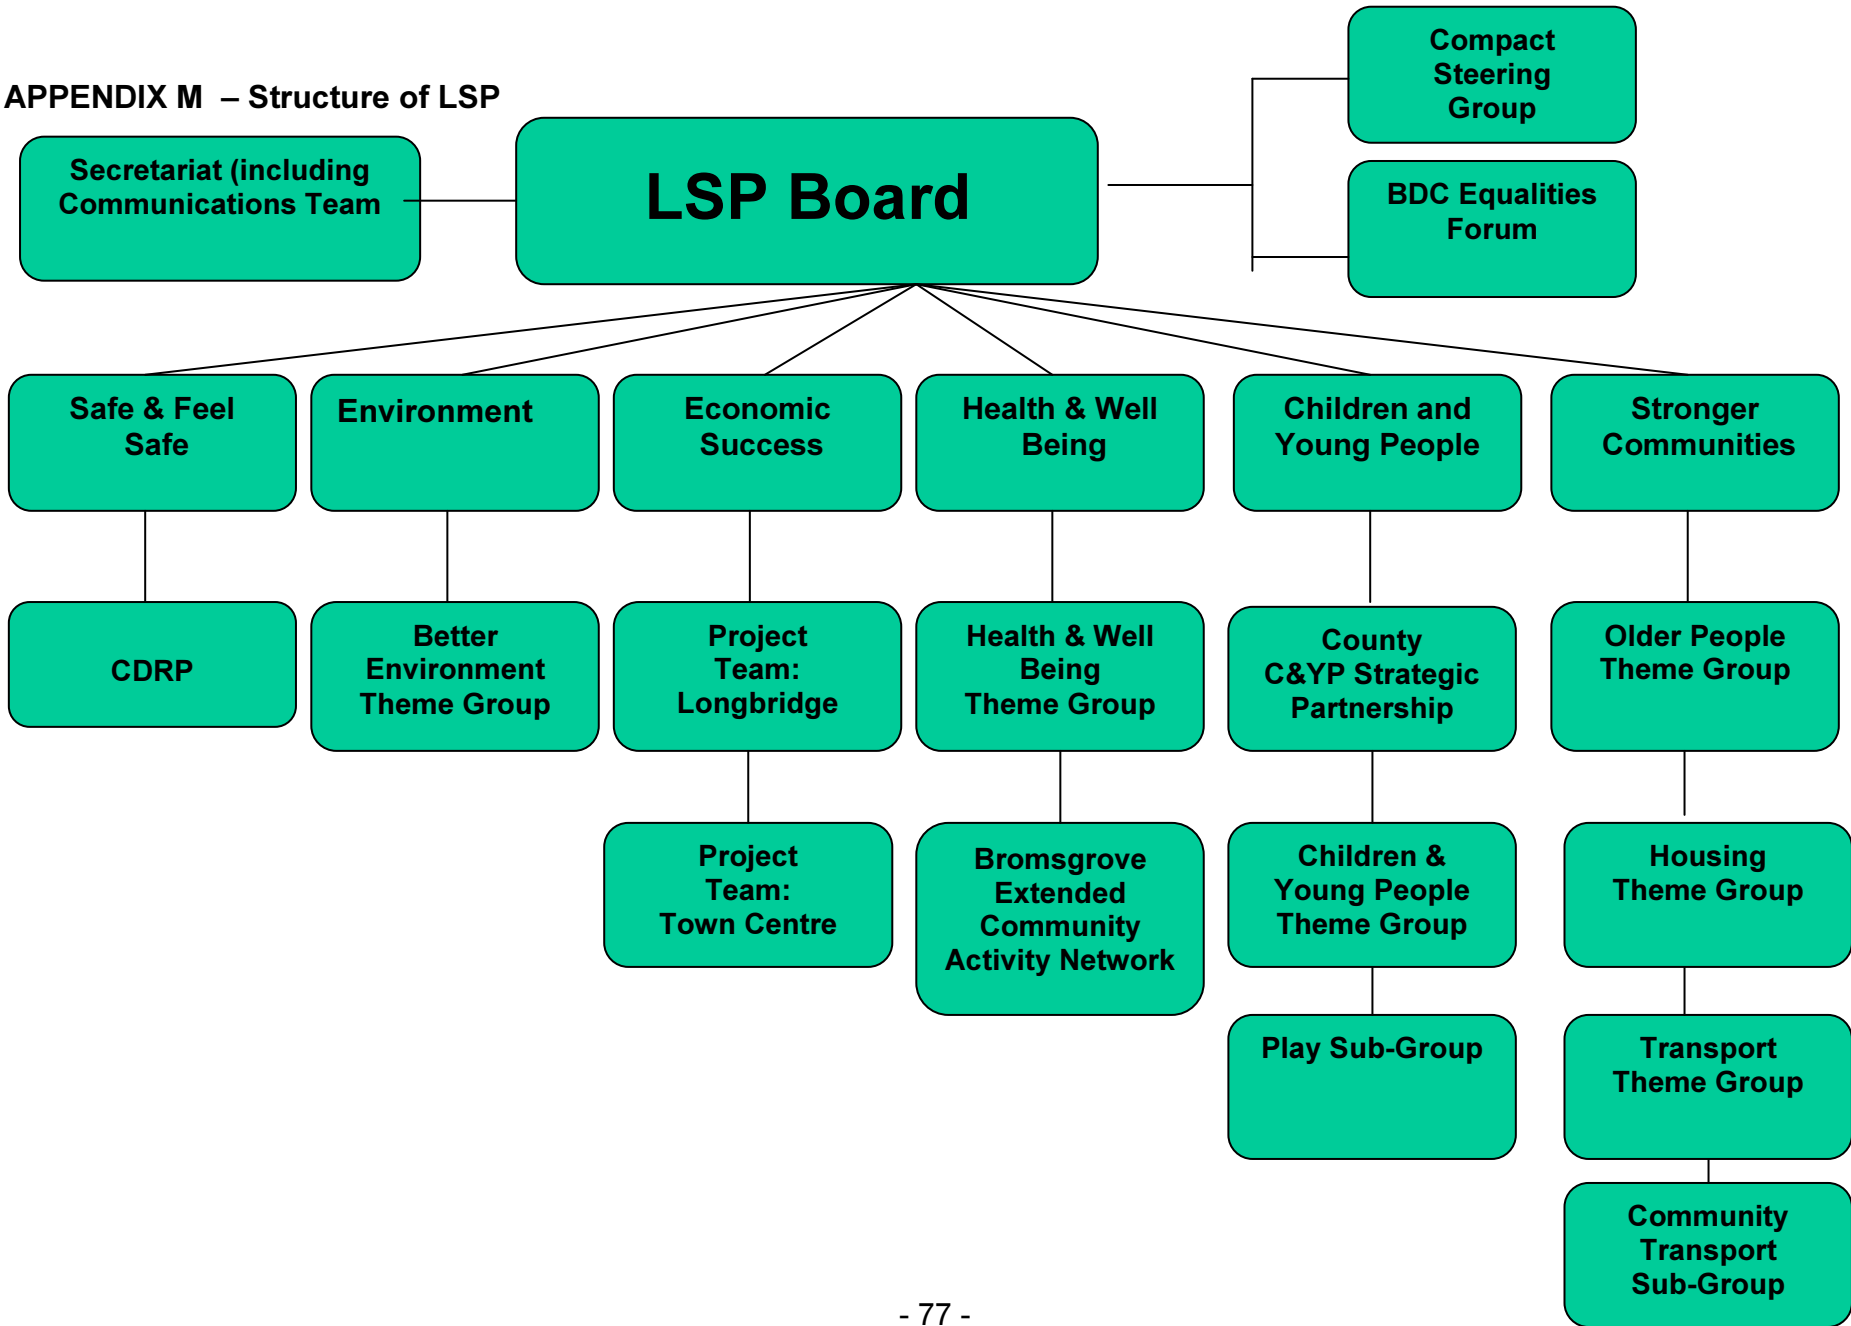 Compact
Steering
Group
APPENDIX M – Structure of LSP
Secretariat (including
Communications Team
LSP Board
BDC Equalities
Forum
Safe & Feel
Safe
Environment
Economic
Success
Health & Well
Being
Children and
Young People
Stronger
Communities
CDRP
Better
Environment
Theme Group
Project
Team:
Longbridge
Health & Well
Being
Theme Group
County
C&YP Strategic
Partnership
Older People
Theme Group
Project
Team:
Town Centre
Bromsgrove
Extended
Community
Activity Network
Children &
Young People
Theme Group
Housing
Theme Group
Play Sub-Group
Transport
Theme Group
Community
Transport
Sub-Group
- 77 -